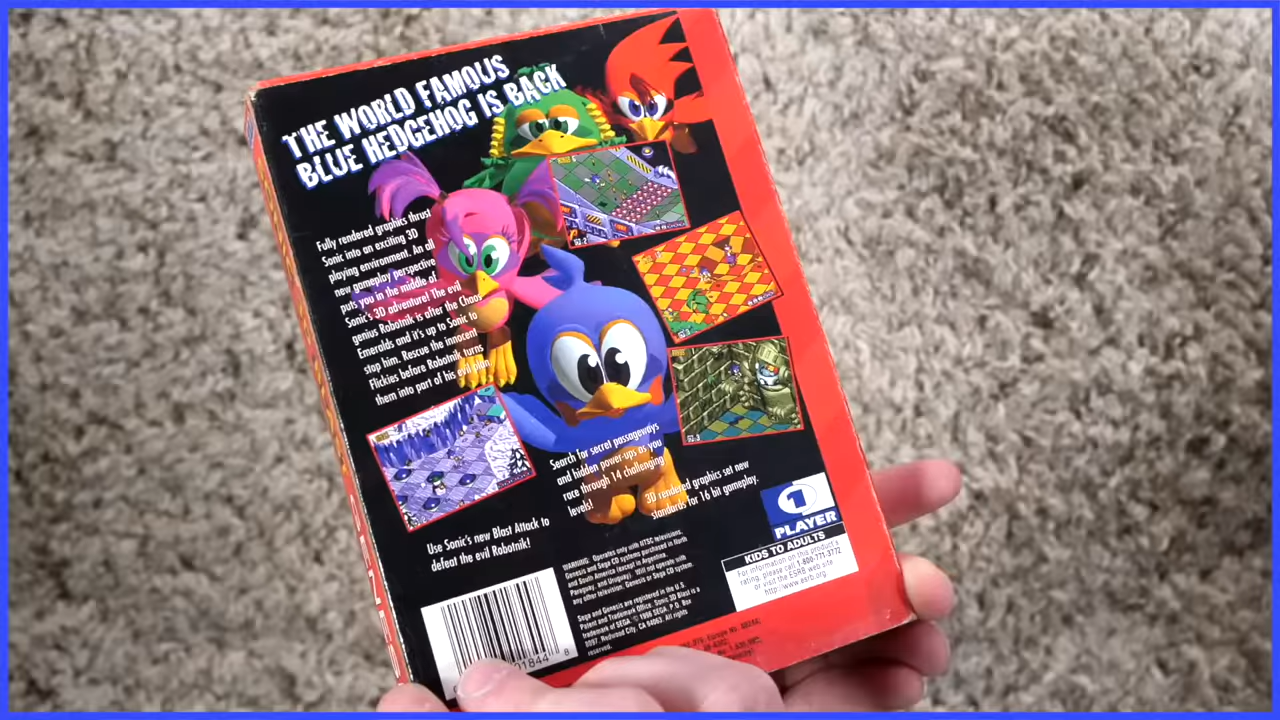 THE WORLD FAMOUS
BLUE HEDGEHOG IS BACK
Fully rendered graphics thrust
Sonic into an exciting 3D
playing environment. An all
new gameplay perspective
puts you in the middle of
Sonic's 3D adventure! The evil
genius Robotnik is after the Chaos
Emeralds and it's up to Sonic to
stop him. Rescue the innocent
Flickies before Robotnik turns
them into part of his evil plan
Search for secret passageways
and hidden power-ups as you
race through 14 challenging
levels!
3D rendered graphics set new
standards for 16 bit gameplay.
Use Sonic's new Blast Attack to
defeat the evil Robotnik!
1
PLAYER
KIDS TO ADULTS
For information on this product's
rating, please call 1-800-771-3772
or visit the ESRB web site
http://www.esrb.org
WARNING: Operates only with NTSC televisions,
Genesis and Sega CD systems purchased in North
and South America (except in Argentina,
Paraguay, and Uruguay). Will not operate with
any other television, Genesis or Sega CD system.
Sega and Genesis are registered in the U.S.
Patent and Trademark Office. Sonic 3D Blast is a
trademark of SEGA. © 1996 SEGA, P.O. Box
8097, Redwood City, CA 94063. All rights
reserved.
01844 8